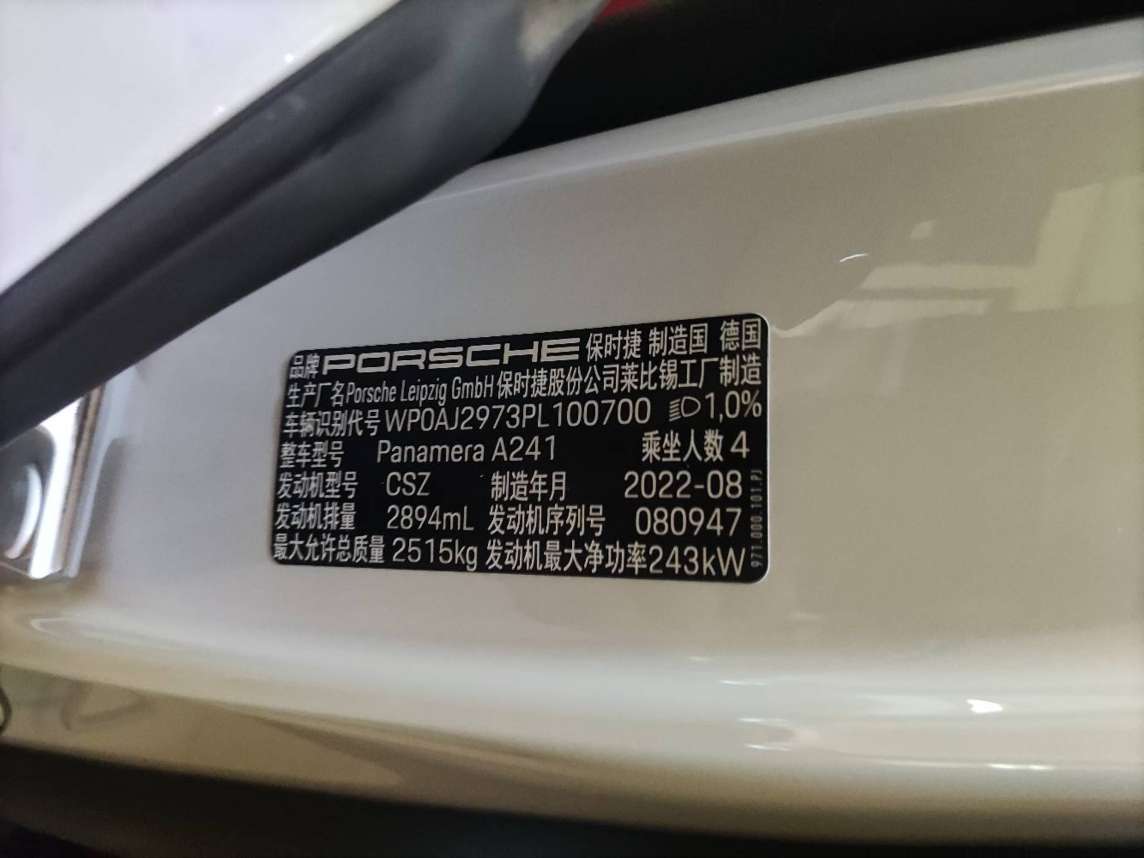 品牌 PORSCHE 保时捷 制造国 德国
生产厂名 Porsche Leipzig GmbH 保时捷股份公司莱比锡工厂制造
车辆识别代号 WP0AJ2973PL100700 1,0%
整车型号 Panamera A241 乘坐人数 4
发动机型号 CSZ 制造年月 2022-08
发动机排量 2894mL 发动机序列号 080947
最大允许总质量 2515kg 发动机最大净功率 243kW
971.000.101.PJ